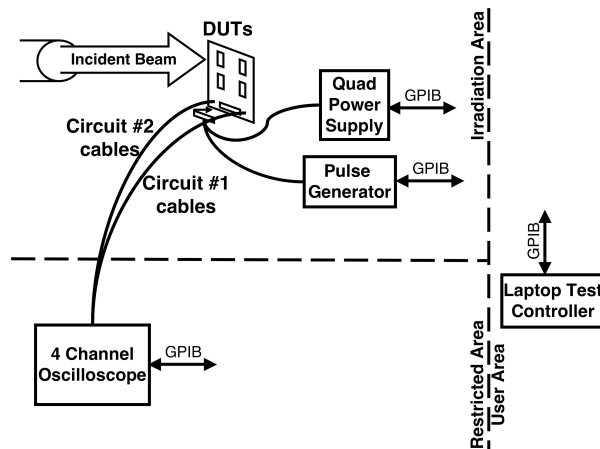 DUTs
Incident Beam
Quad
Power
Supply
GPIB
Irradiation Area
Circuit #2
cables
Circuit #1
cables
Pulse
Generator
GPIB
GPIB
Laptop Test
Controller
4 Channel
Oscilloscope
GPIB
Restricted Area
User Area